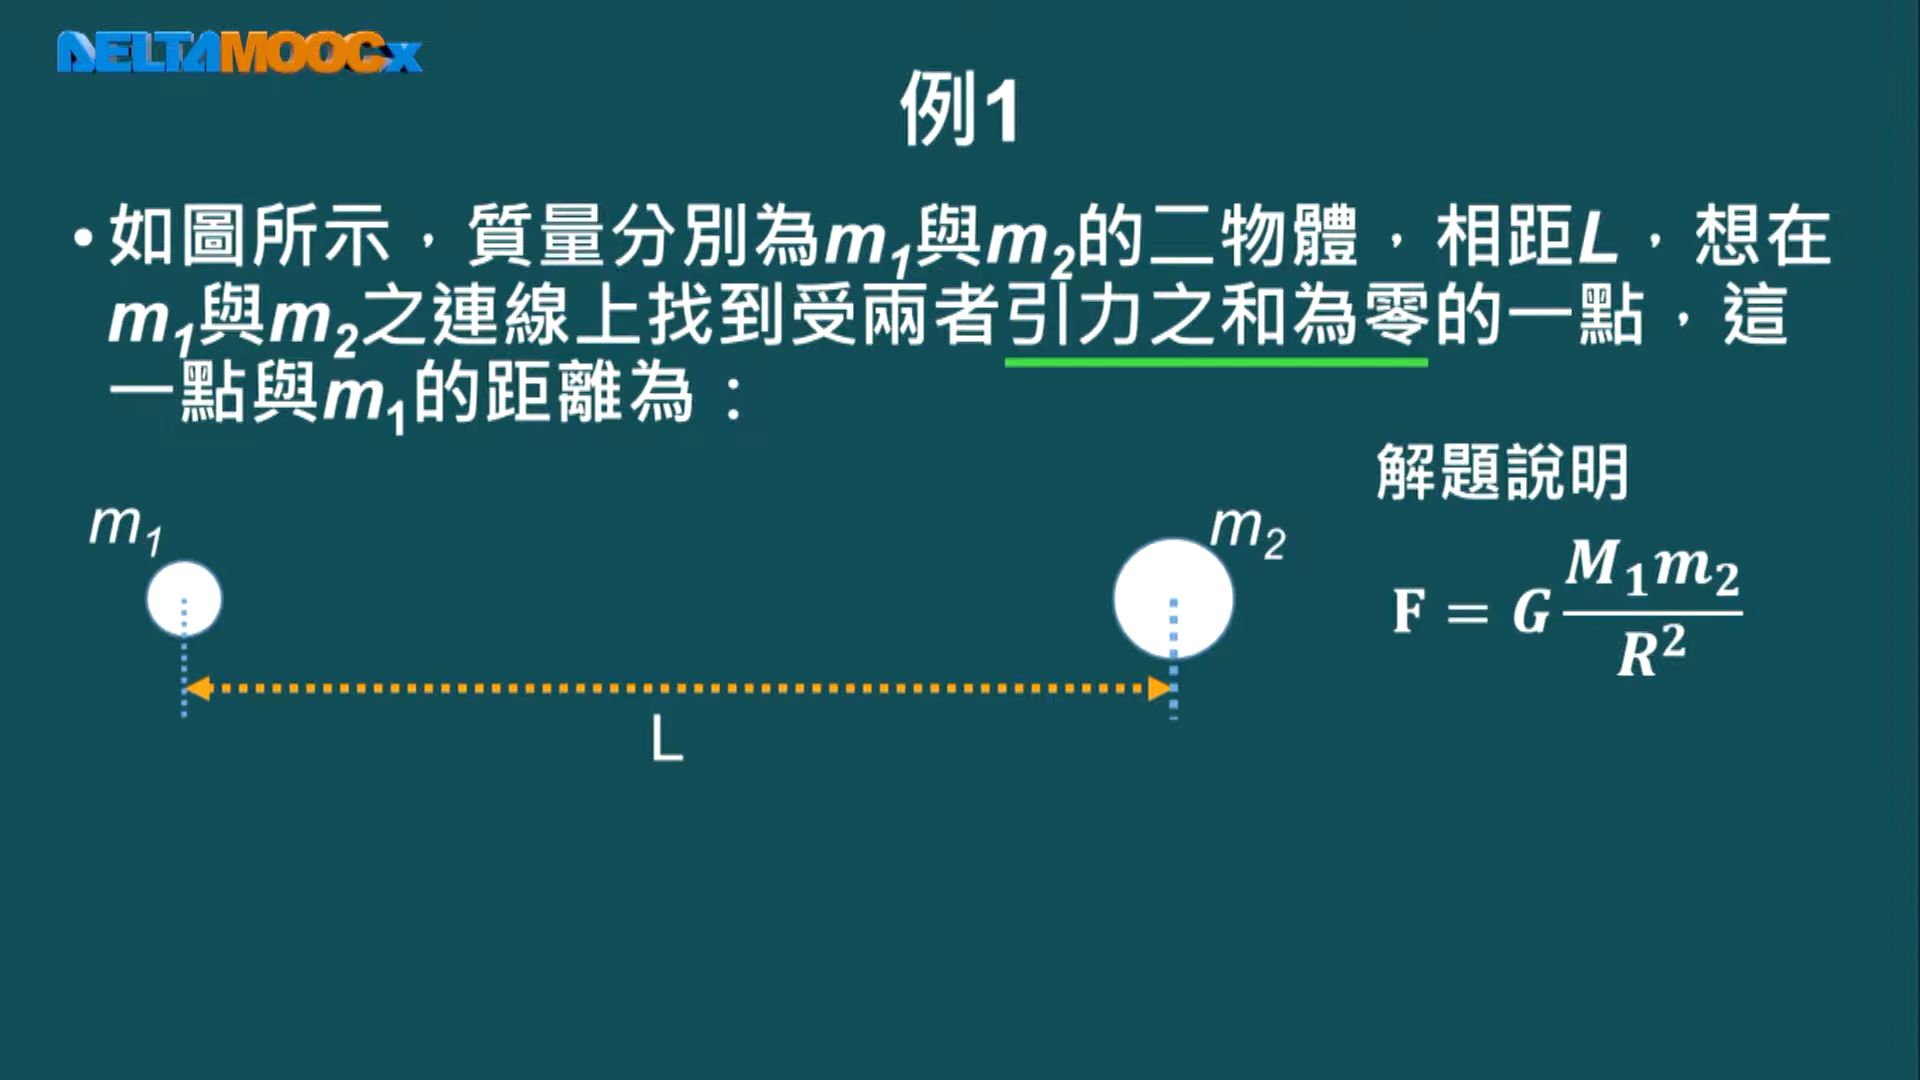 DELTAMOOCx
例1
•如圖所示，質量分別為m₁與m₂的二物體，相距L，想在
m₁與m₂之連線上找到受兩者引力之和為零的一點，這
一點與m₁的距離為：
解題說明
m₁
m₂
F = G M₁m₂ / R²
L